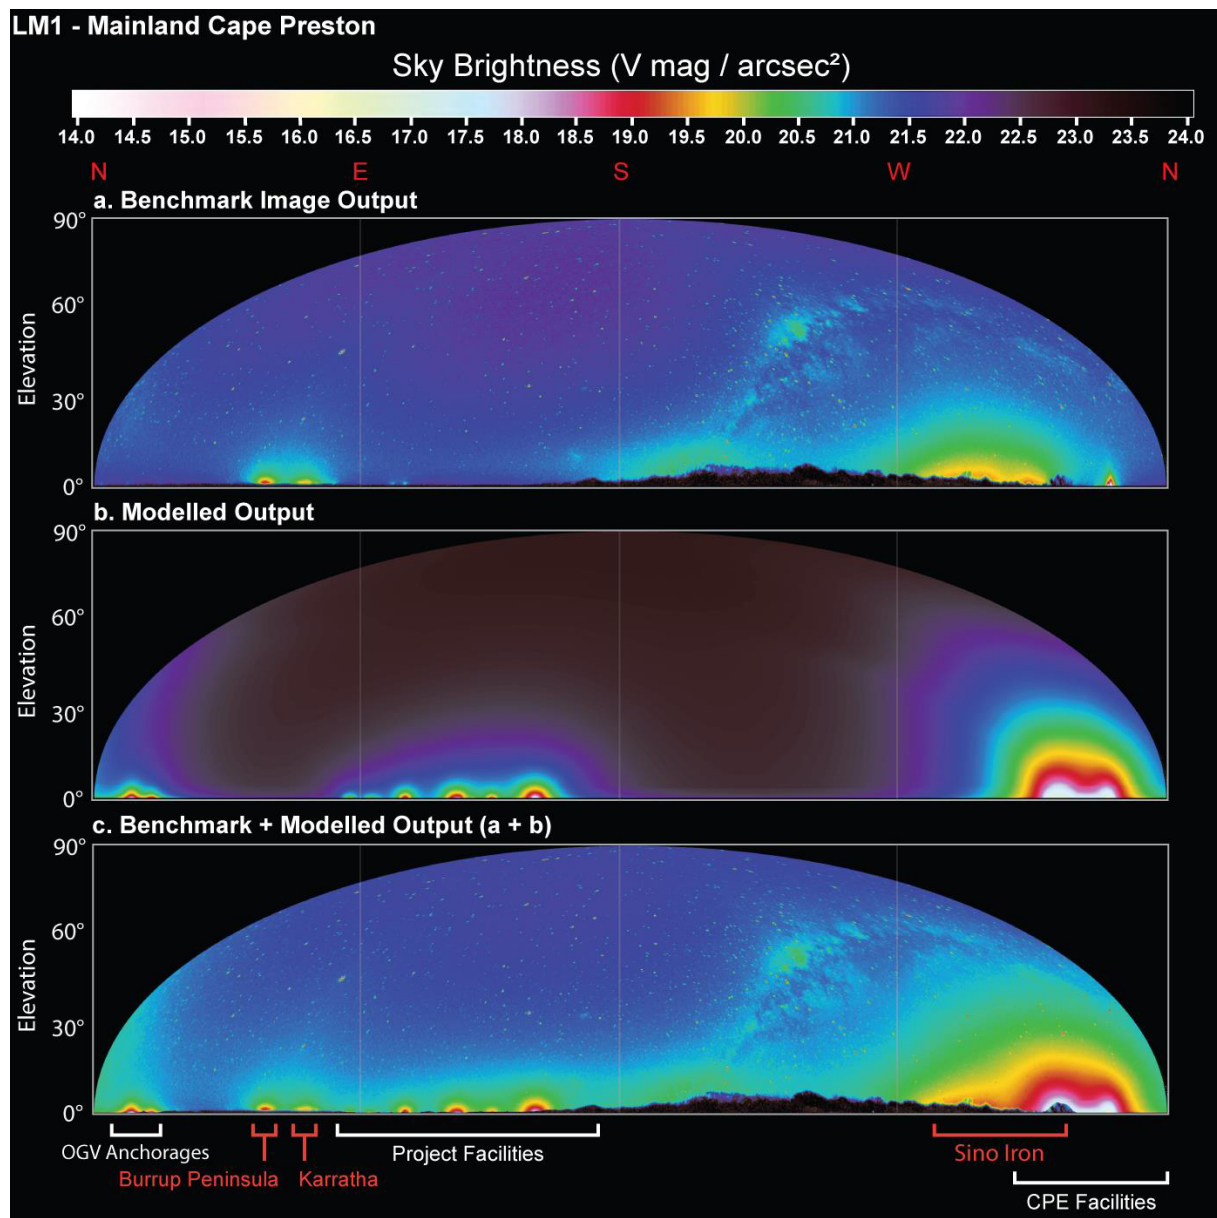 LM1 - Mainland Cape Preston
Sky Brightness (V mag / arcsec²)
14.0 14.5 15.0 15.5 16.0 16.5 17.0 17.5 18.0 18.5 19.0 19.5 20.0 20.5 21.0 21.5 22.0 22.5 23.0 23.5 24.0
N E S W N
a. Benchmark Image Output
90°
60°
Elevation
30°
0°
b. Modelled Output
90°
60°
Elevation
30°
0°
c. Benchmark + Modelled Output (a + b)
90°
60°
Elevation
30°
0°
OGV Anchorages
Project Facilities
Sino Iron
Burrup Peninsula
Karratha
CPE Facilities